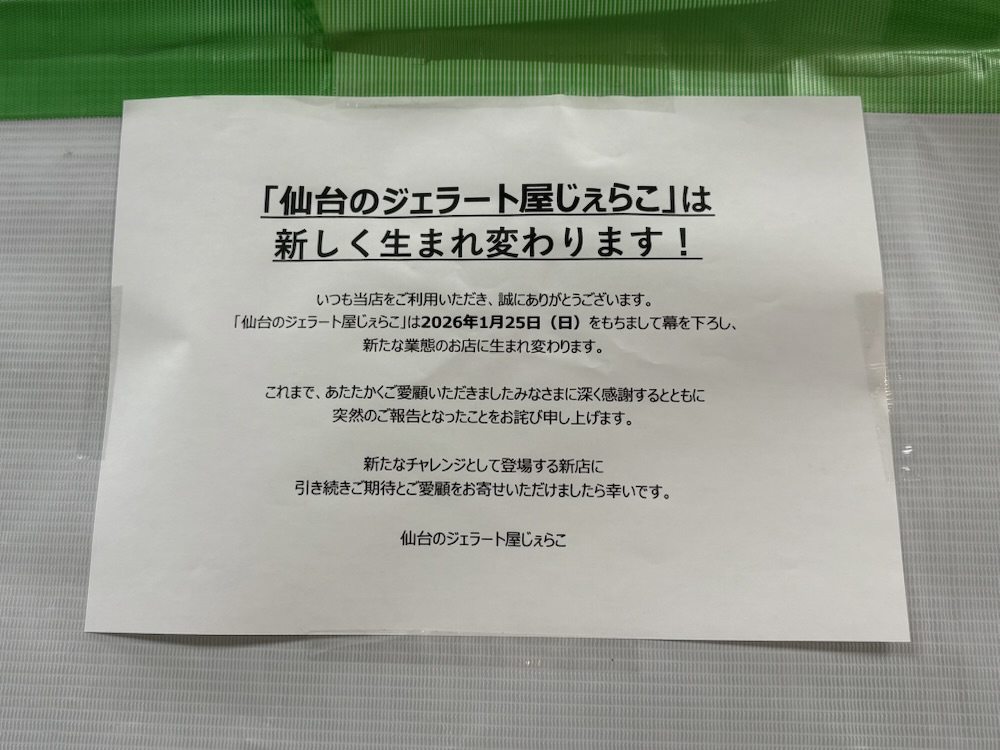 「仙台のジェラート屋じぇらこ」は
新しく生まれ変わります！
いつも当店をご利用いただき、誠にありがとうございます。
「仙台のジェラート屋じぇらこ」は2026年1月25日（日）をもちまして幕を下ろし、
新たな業態のお店に生まれ変わります。
これまで、あたたかくご愛顧いただきましたみなさまに深く感謝するとともに
突然のご報告となったことをお詫び申し上げます。
新たなチャレンジとして登場する新店に
引き続きご期待とご愛顧をお寄せいただけましたら幸いです。
仙台のジェラート屋じぇらこ